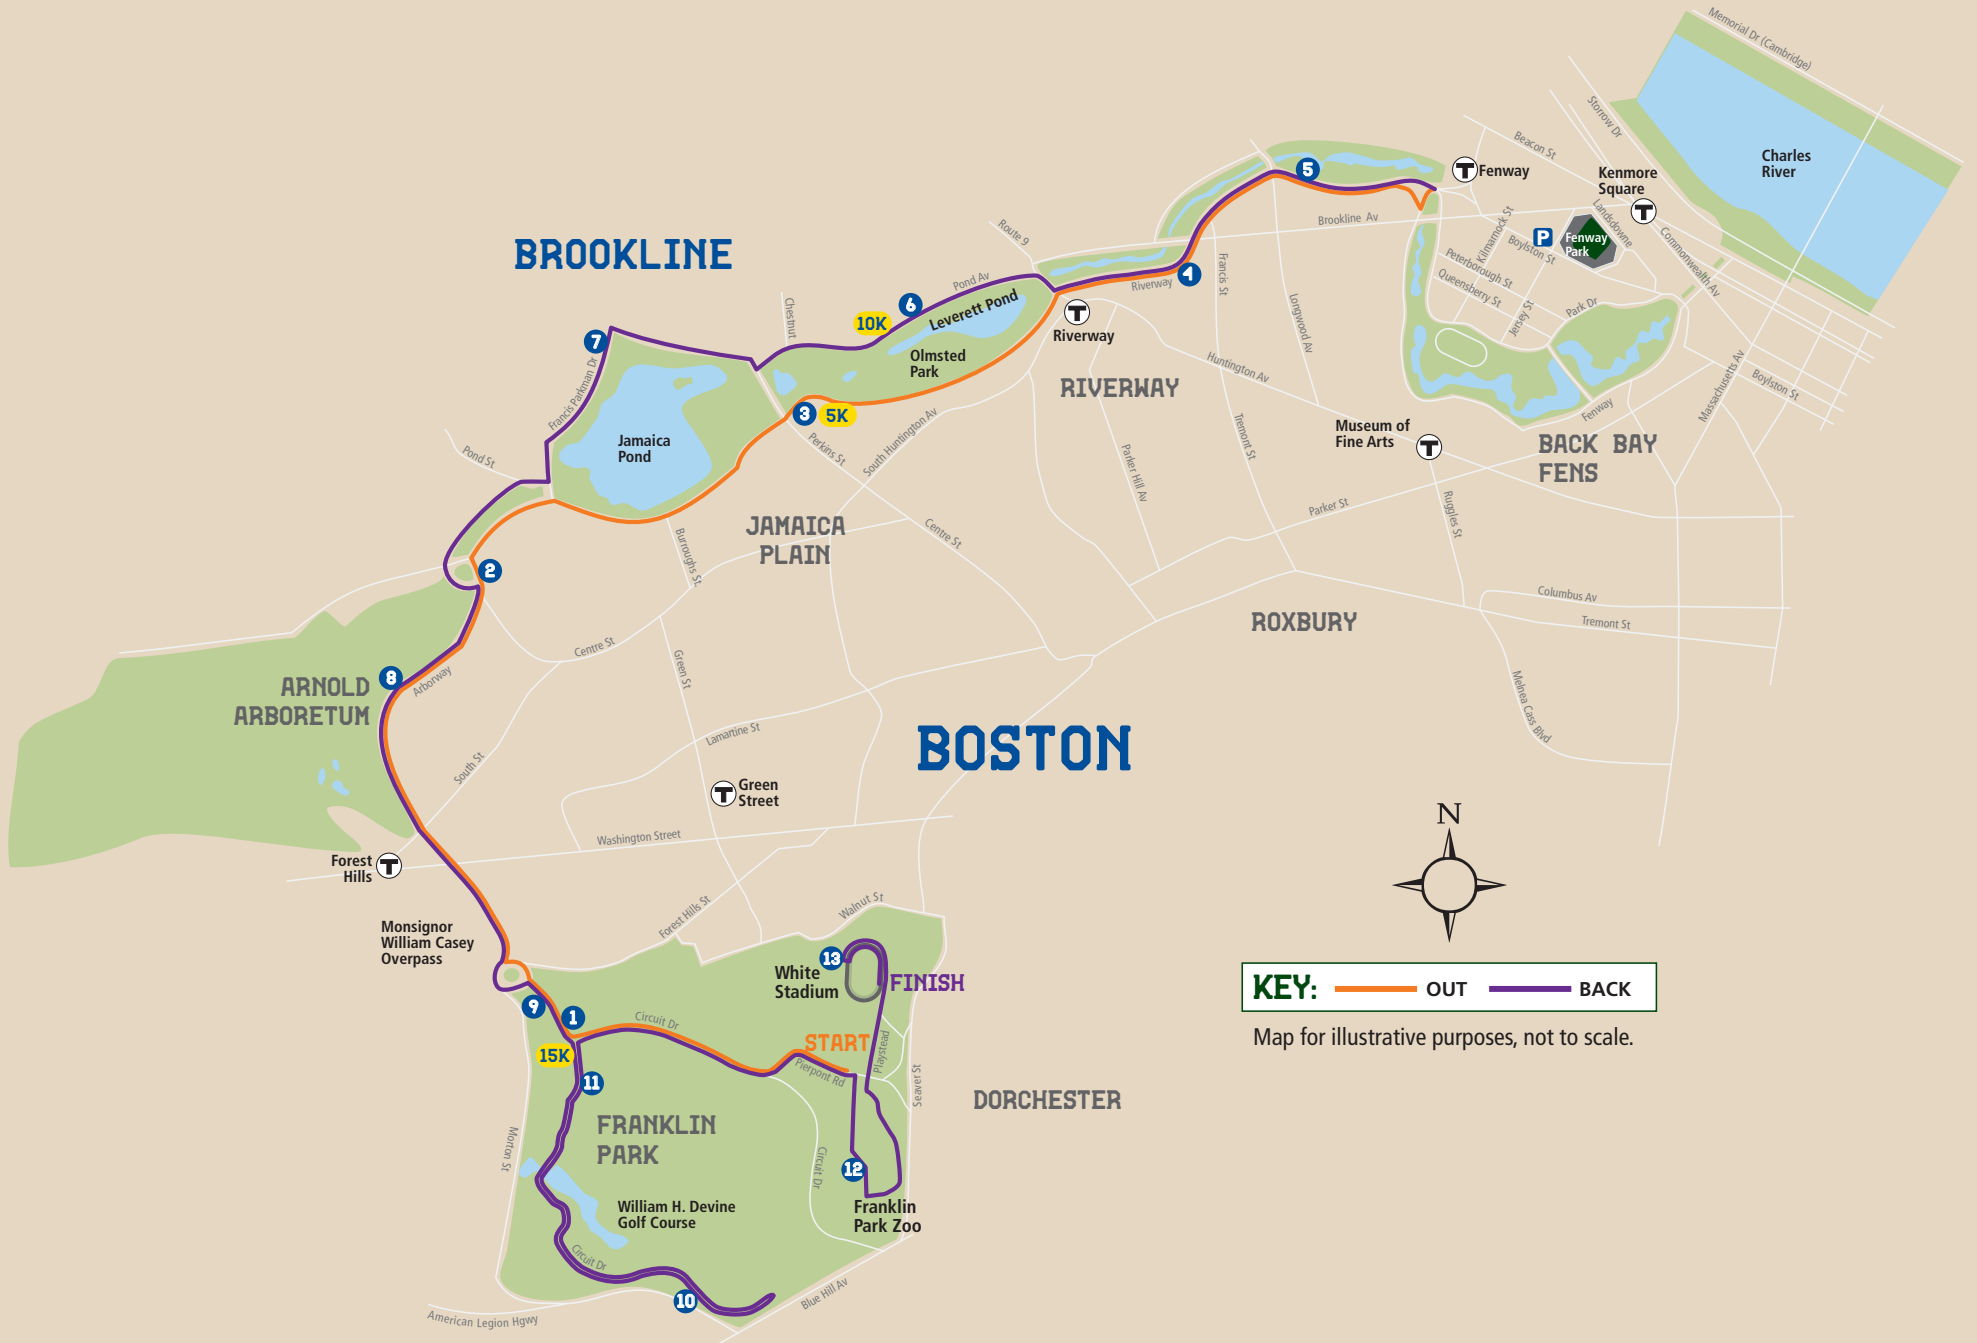 Memorial Dr (Cambridge)
Storrow Dr
Beacon St
Charles
River
Kenmore
Square
Fenway
5
Landsdowne
Brookline Av
Kilmarnock St
P
Fenway
Park
Boylston St
Commonwealth Av
Route 9
BROOKLINE
Peterborough St
Queensberry St
Francis St
4
Riverway
Pond Av
Leverett Pond
6
10K
Chestnut
Longwood Av
Jersey St
Park Dr
T
Riverway
7
Olmsted
Park
Huntington Av
Massachusetts Av
Boylston St
RIVERWAY
Francis Parkman Dr
3
5K
Fenway
Museum of
Fine Arts
BACK BAY
FENS
Jamaica
Pond
Perkins St
South Huntington Av
Tremont St
Parker Hill Av
Pond St
Parker St
Ruggles St
JAMAICA
PLAIN
Centre St
Burroughs St
2
Columbus Av
Tremont St
ROXBURY
Centre St
Green St
8
Arborway
ARNOLD
ARBORETUM
Melnea Cass Blvd
Lamartine St
BOSTON
South St
T
Green
Street
N
Washington Street
Forest
Hills
T
Walnut St
Forest Hills St
Monsignor
William Casey
Overpass
13
White
Stadium
FINISH
KEY:
OUT
BACK
Map for illustrative purposes, not to scale.
9
1
Circuit Dr
START
Playstead
15K
Pierpont Rd
11
Seaver St
DORCHESTER
FRANKLIN
PARK
Morton St
Circuit Dr
12
William H. Devine
Golf Course
Franklin
Park Zoo
Circuit Dr
10
Blue Hill Av
American Legion Hgwy